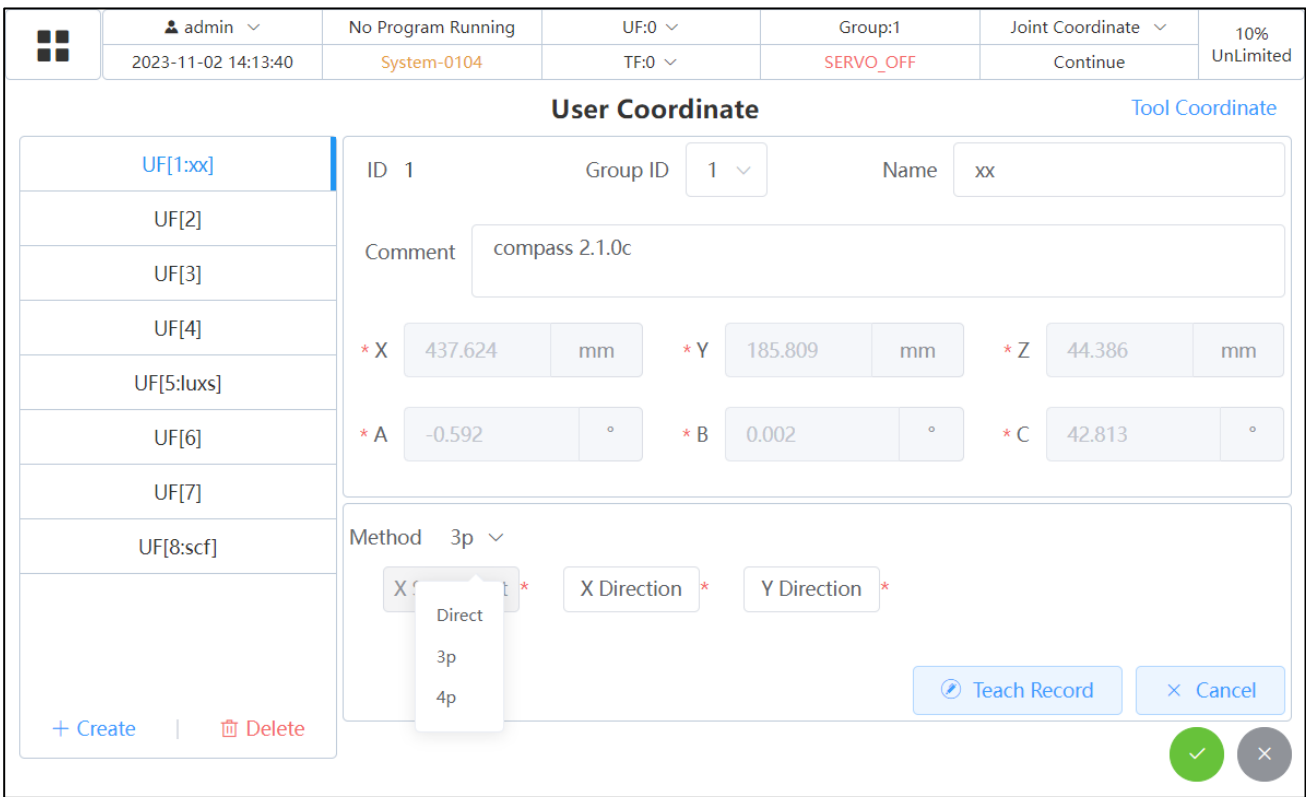 admin
No Program Running
UF:0
Group:1
Joint Coordinate
10%
UnLimited
2023-11-02 14:13:40
System-0104
TF:0
SERVO_OFF
Continue
User Coordinate
Tool Coordinate
UF[1:xx]
UF[2]
UF[3]
UF[4]
UF[5:luxs]
UF[6]
UF[7]
UF[8:scf]
+ Create
Delete
ID 1
Group ID 1
Name xx
Comment compass 2.1.0c
* X 437.624 mm
* Y 185.809 mm
* Z 44.386 mm
* A -0.592 °
* B 0.002 °
* C 42.813 °
Method 3p
X
*
X Direction *
Y Direction *
Direct
3p
4p
Teach Record
Cancel